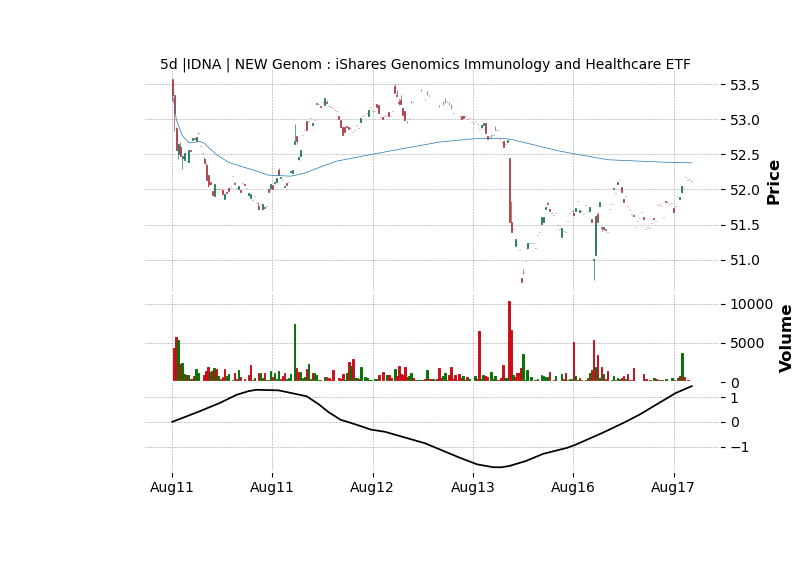 5d |IDNA | NEW Genom : iShares Genomics Immunology and Healthcare ETF
53.5
53.0
52.5
52.0
51.5
51.0
Price
10000
5000
0
Volume
1
0
−1
Aug11
Aug11
Aug12
Aug13
Aug16
Aug17